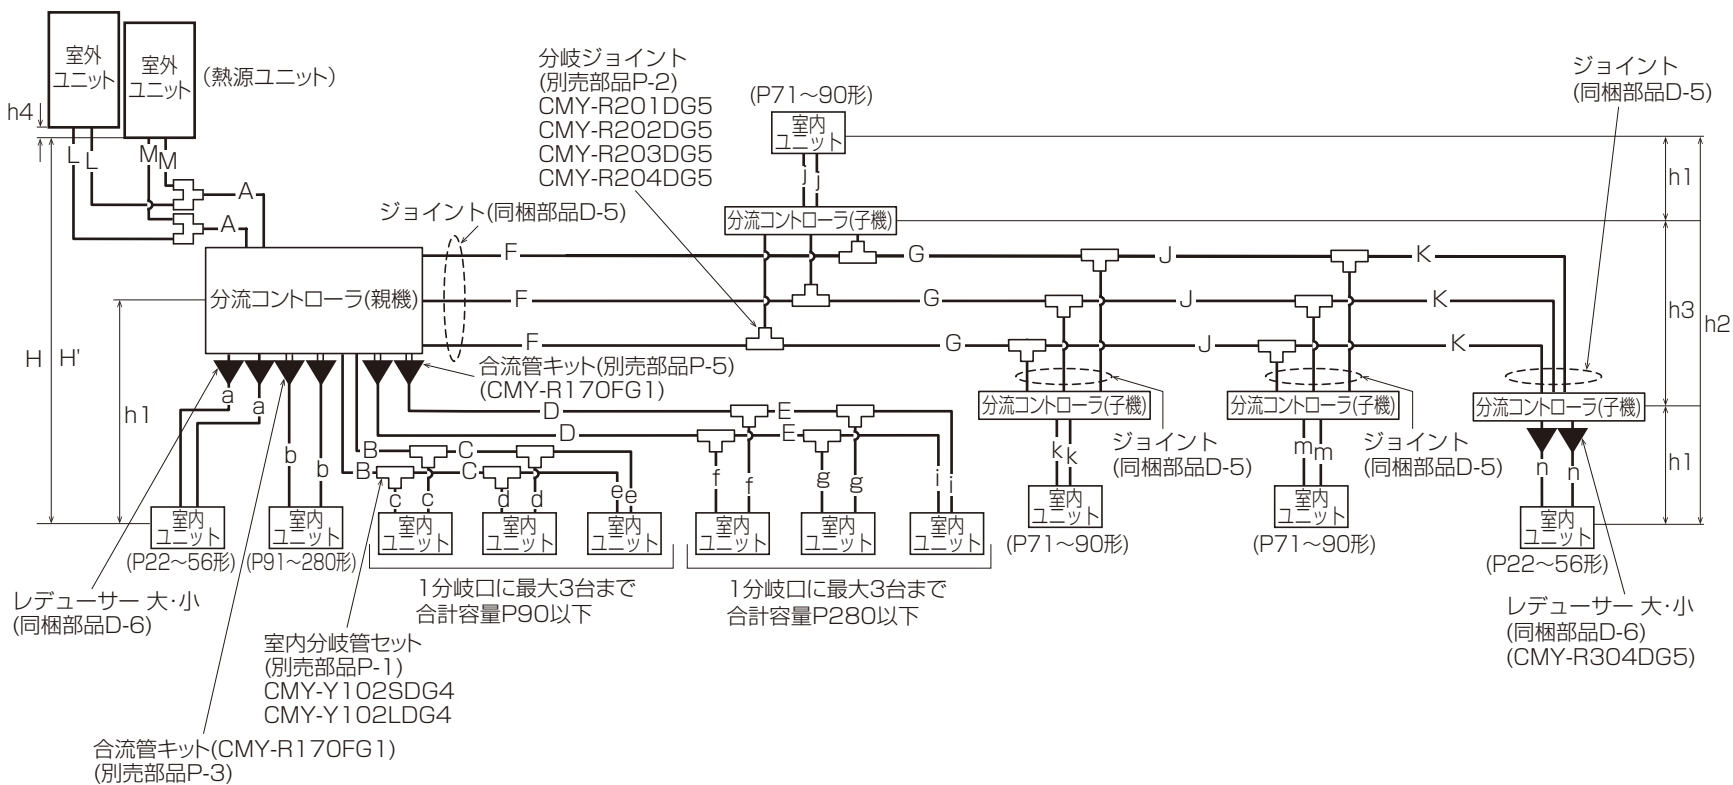 室外
ユニット
室外
ユニット
(熱源ユニット)
h4
L
L
M
M
A
A
H
H'
h1
分岐ジョイント
(別売部品P-2)
CMY-R201DG5
CMY-R202DG5
CMY-R203DG5
CMY-R204DG5
(P71～90形)
室内
ユニット
j
j
分流コントローラ(子機)
ジョイント
(同梱部品D-5)
h1
h3
h2
h1
ジョイント(同梱部品D-5)
分流コントローラ(親機)
F
G
J
K
F
G
J
K
F
G
J
K
合流管キット(別売部品P-5)
(CMY-R170FG1)
分流コントローラ(子機)
分流コントローラ(子機)
分流コントローラ(子機)
ジョイント
(同梱部品D-5)
ジョイント
(同梱部品D-5)
a
a
b
b
D
E
D
E
B
C
B
C
c
c
d
d
e
e
f
f
g
g
i
i
k
k
m
m
n
n
室内
ユニット
(P22～56形)
室内
ユニット
(P91～280形)
室内
ユニット
室内
ユニット
室内
ユニット
室内
ユニット
室内
ユニット
室内
ユニット
室内
ユニット
(P71～90形)
室内
ユニット
(P71～90形)
室内
ユニット
(P22～56形)
1分岐口に最大3台まで
合計容量P90以下
1分岐口に最大3台まで
合計容量P280以下
レデューサー 大・小
(同梱部品D-6)
室内分岐管セット
(別売部品P-1)
CMY-Y102SDG4
CMY-Y102LDG4
合流管キット(CMY-R170FG1)
(別売部品P-3)
レデューサー 大・小
(同梱部品D-6)
(CMY-R304DG5)